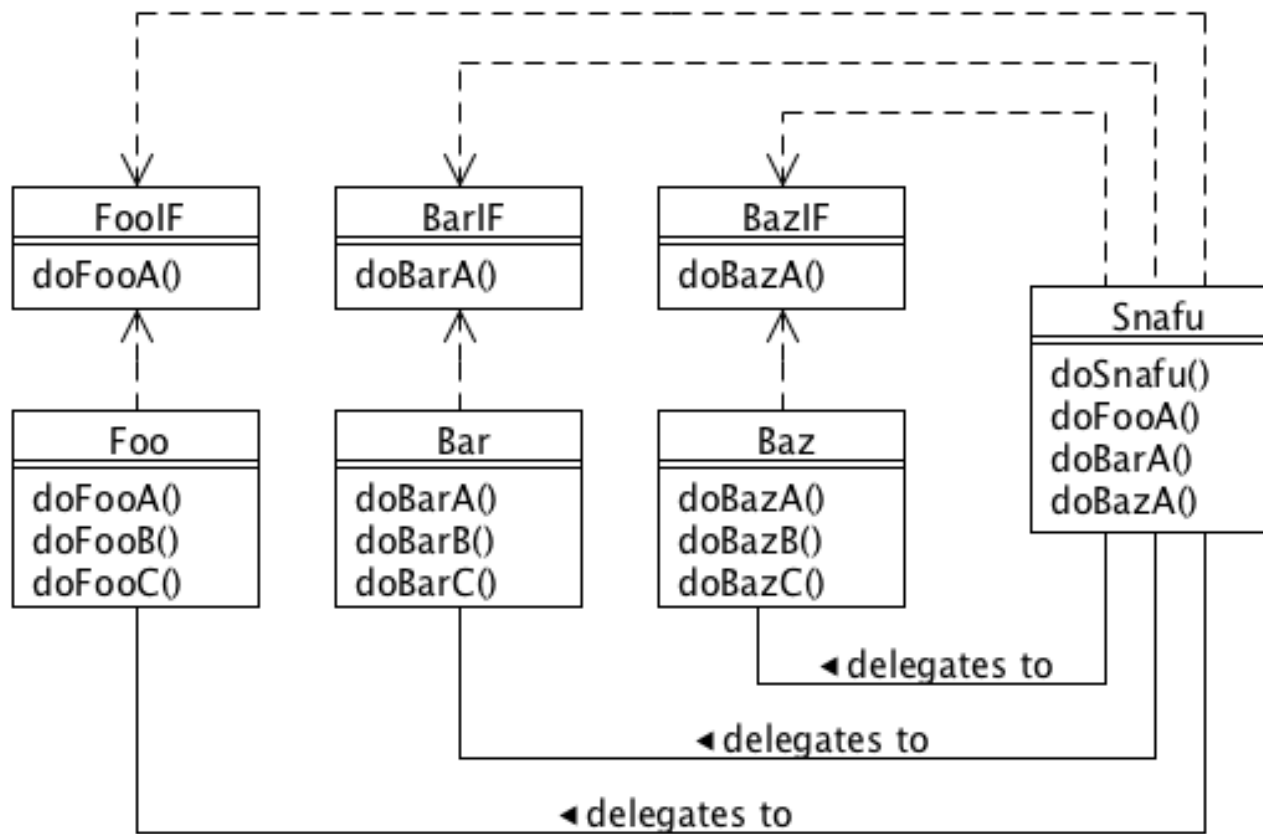 FooIF
doFooA()
BarIF
doBarA()
BazIF
doBazA()
Snafu
doSnafu()
doFooA()
doBarA()
doBazA()
Foo
doFooA()
doFooB()
doFooC()
Bar
doBarA()
doBarB()
doBarC()
Baz
doBazA()
doBazB()
doBazC()
◄ delegates to
◄ delegates to
◄ delegates to